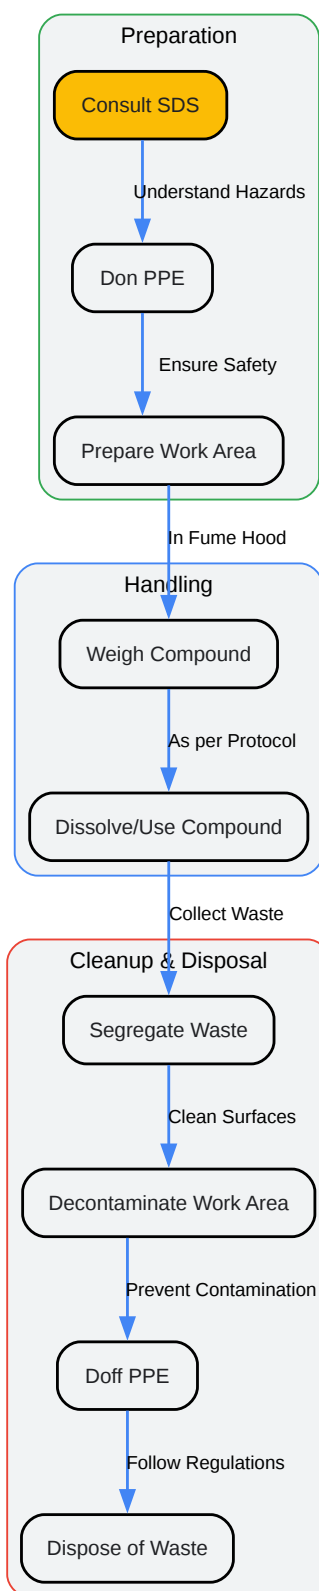 Preparation
Consult SDS
Understand Hazards
Don PPE
Ensure Safety
Prepare Work Area
In Fume Hood
Handling
Weigh Compound
As per Protocol
Dissolve/Use Compound
Collect Waste
Cleanup & Disposal
Segregate Waste
Clean Surfaces
Decontaminate Work Area
Prevent Contamination
Doff PPE
Follow Regulations
Dispose of Waste